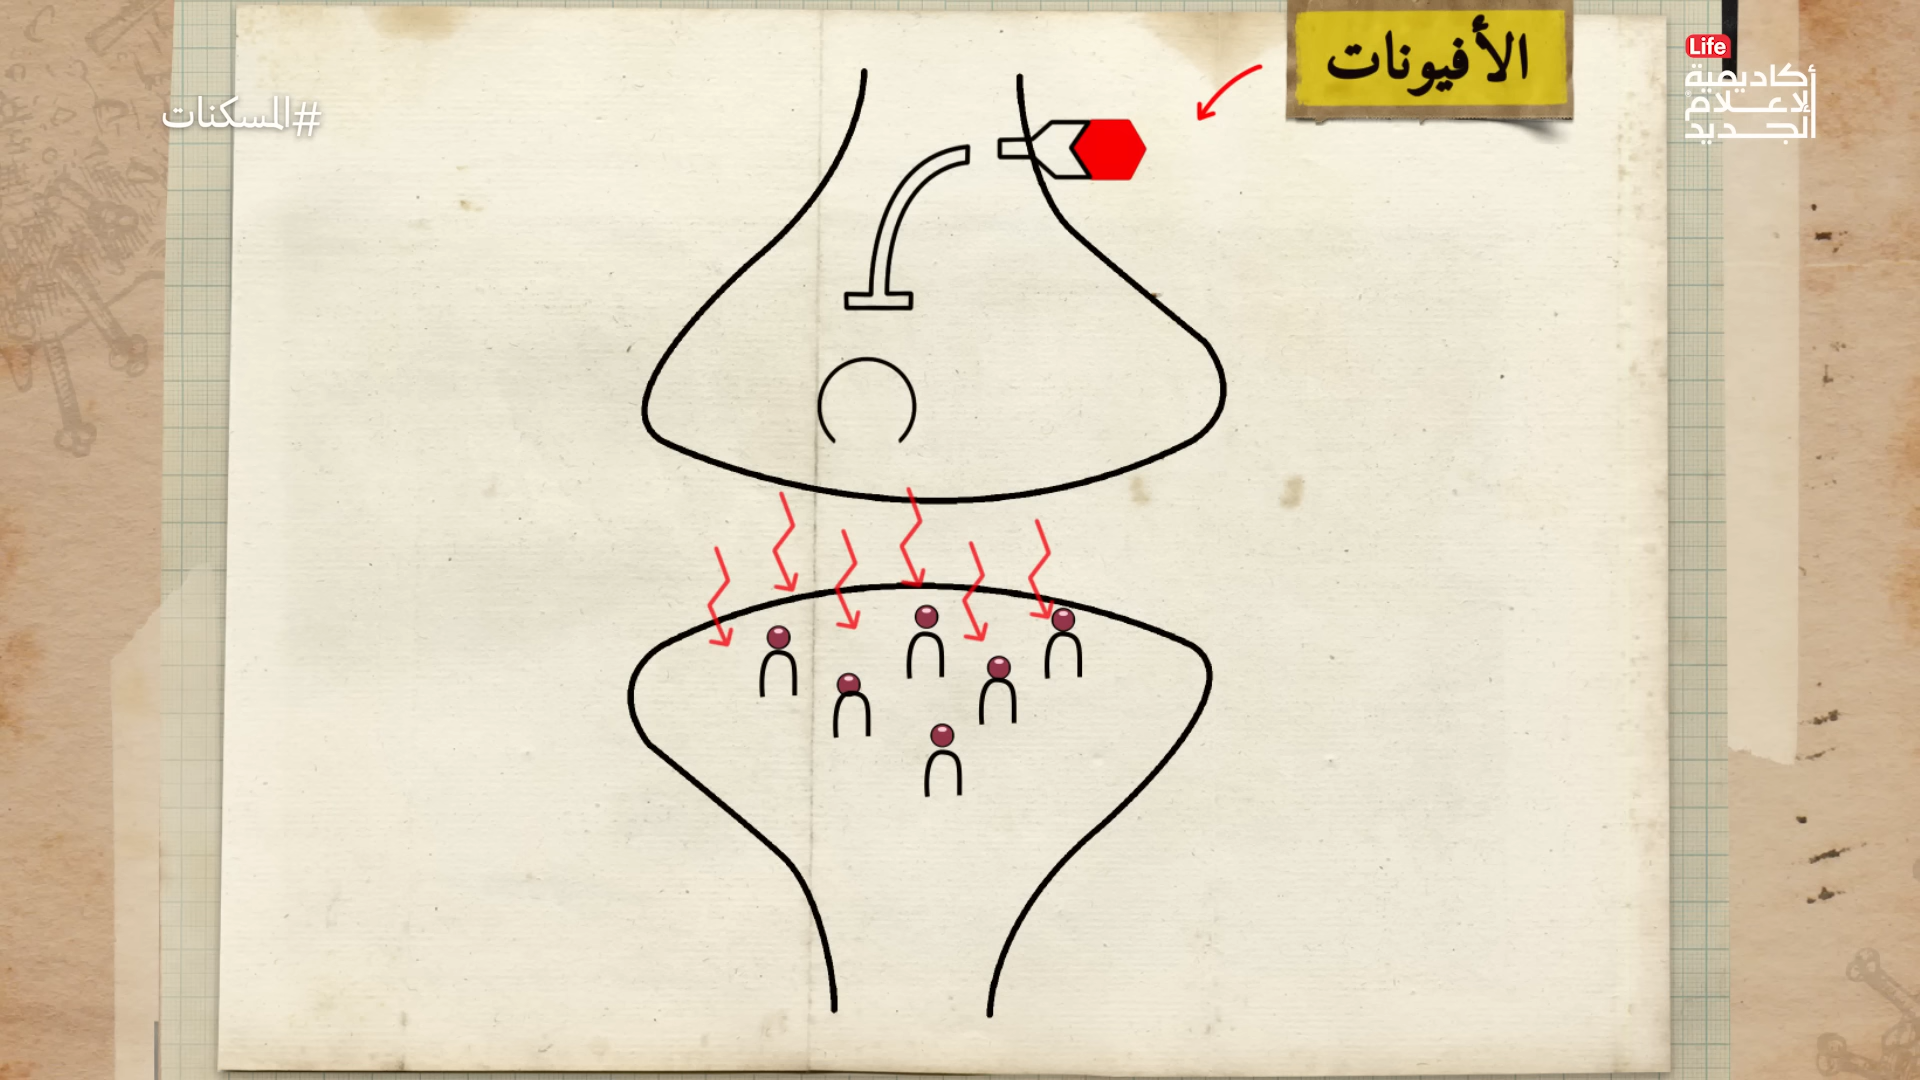 الأفيونات
#المسكنات
Life
أكاديمية
لإعلام
الجديد